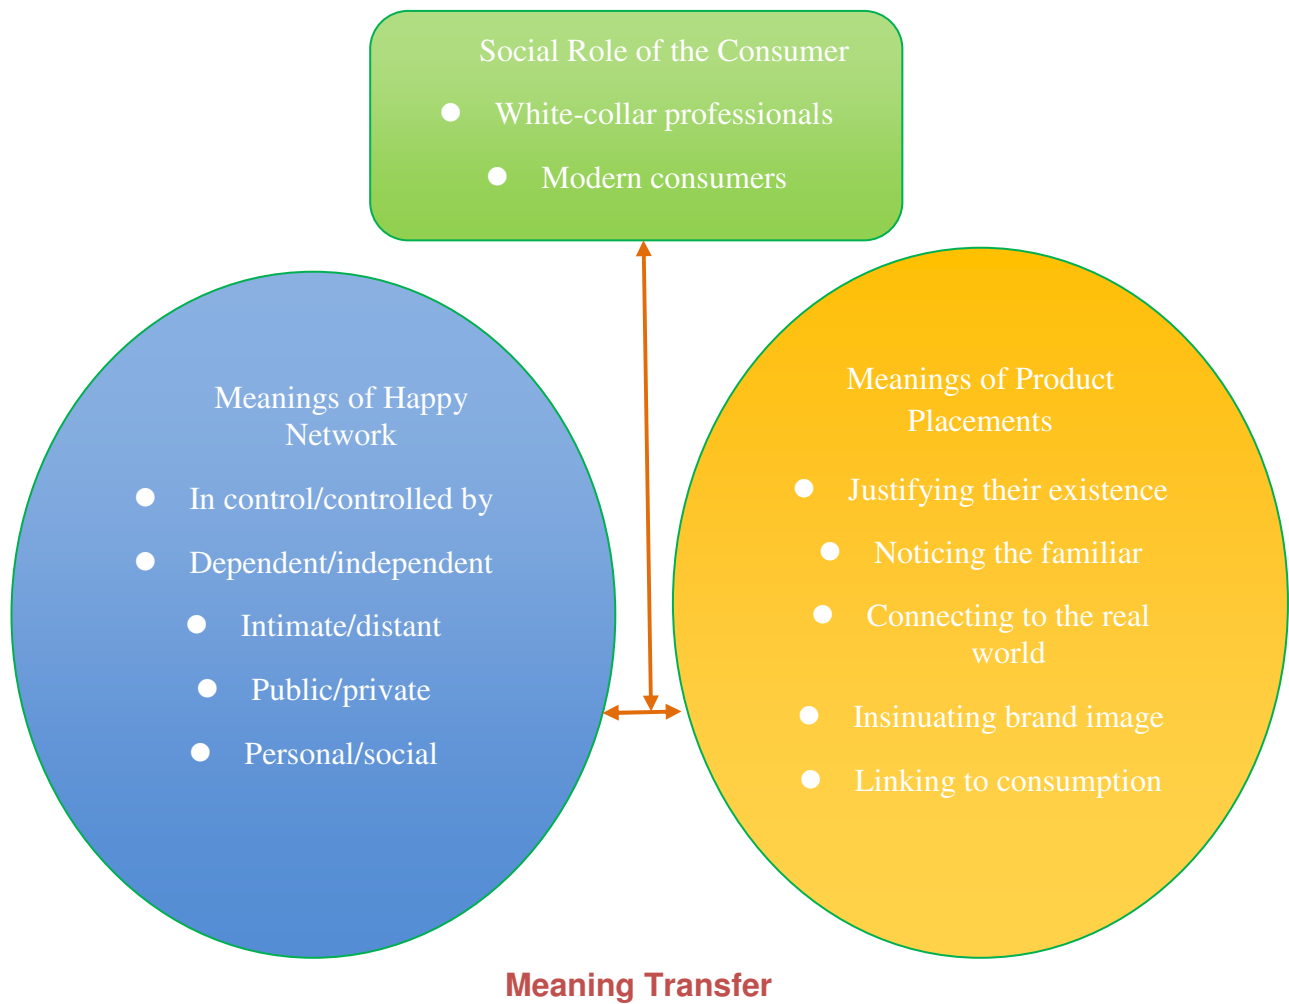 Social Role of the Consumer
● White-collar professionals
● Modern consumers
Meanings of Happy
Network
● In control/controlled by
● Dependent/independent
● Intimate/distant
● Public/private
● Personal/social
Meanings of Product
Placements
● Justifying their existence
● Noticing the familiar
● Connecting to the real
world
● Insinuating brand image
● Linking to consumption
Meaning Transfer